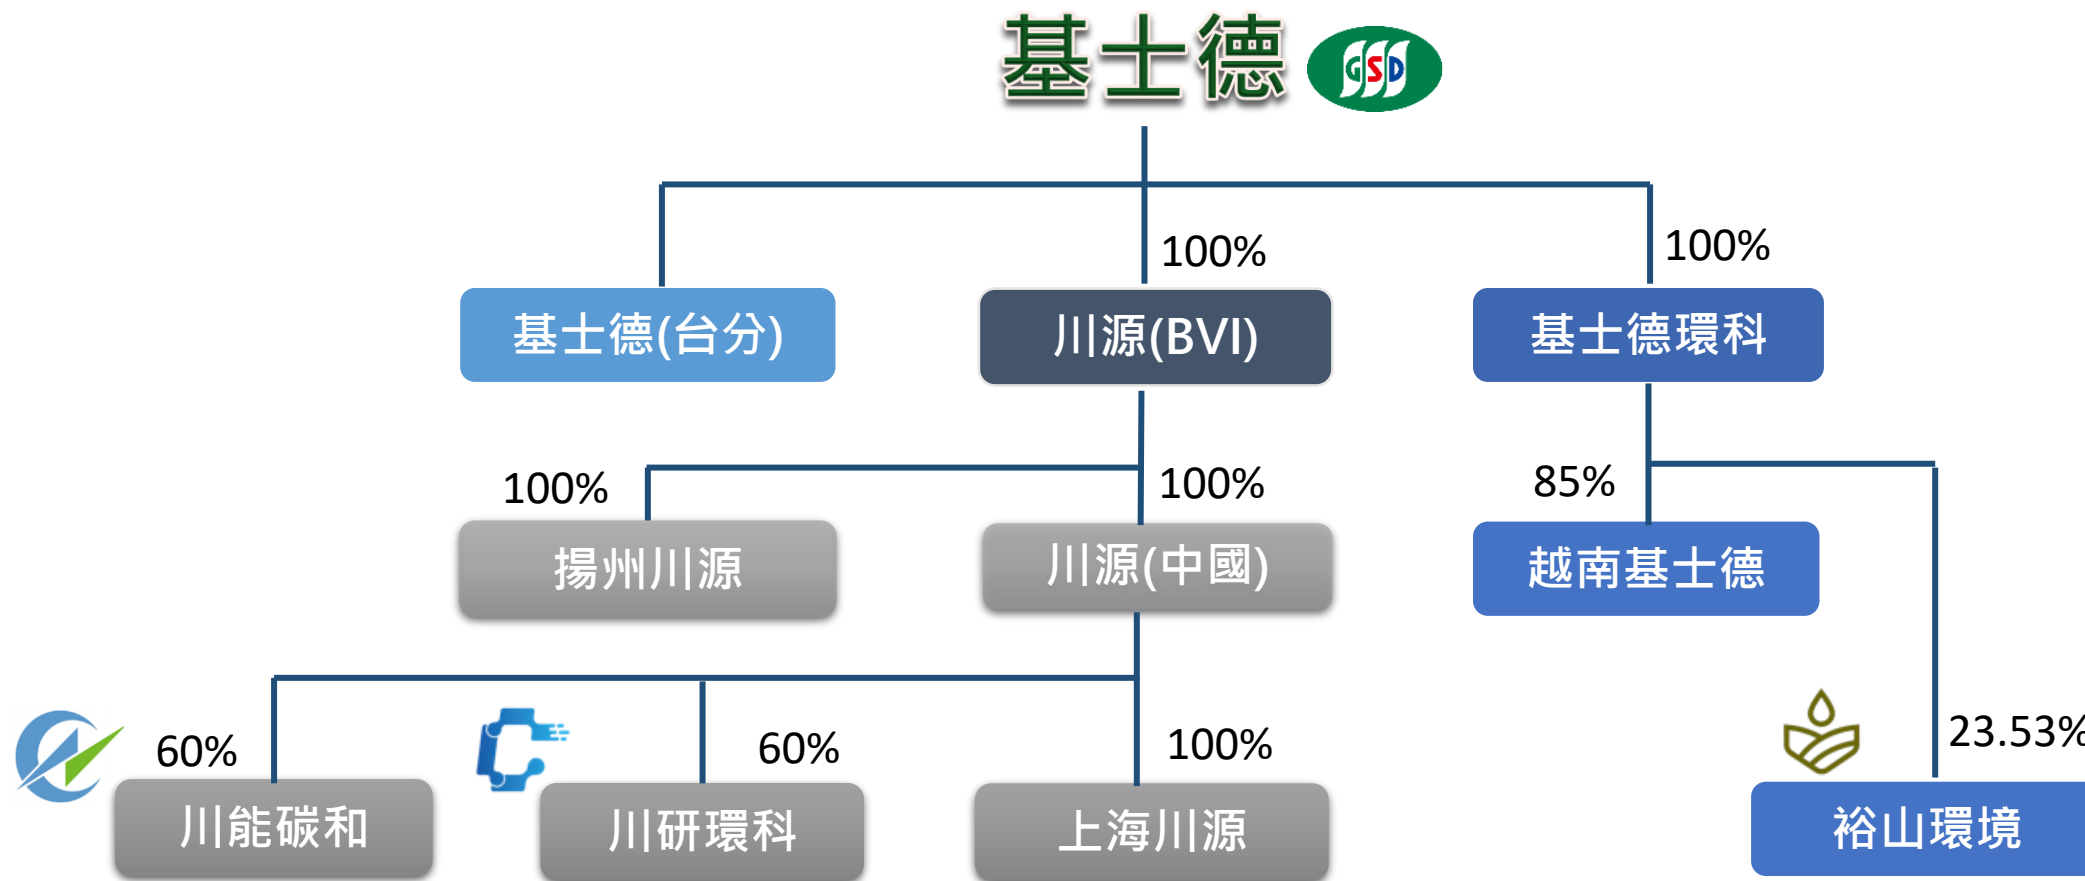 基士德 GSD
100%
100%
基士德(台分)
川源(BVI)
基士德環科
100%
100%
85%
揚州川源
川源(中國)
越南基士德
60%
60%
100%
23.53%
川能碳和
川研環科
上海川源
裕山環境